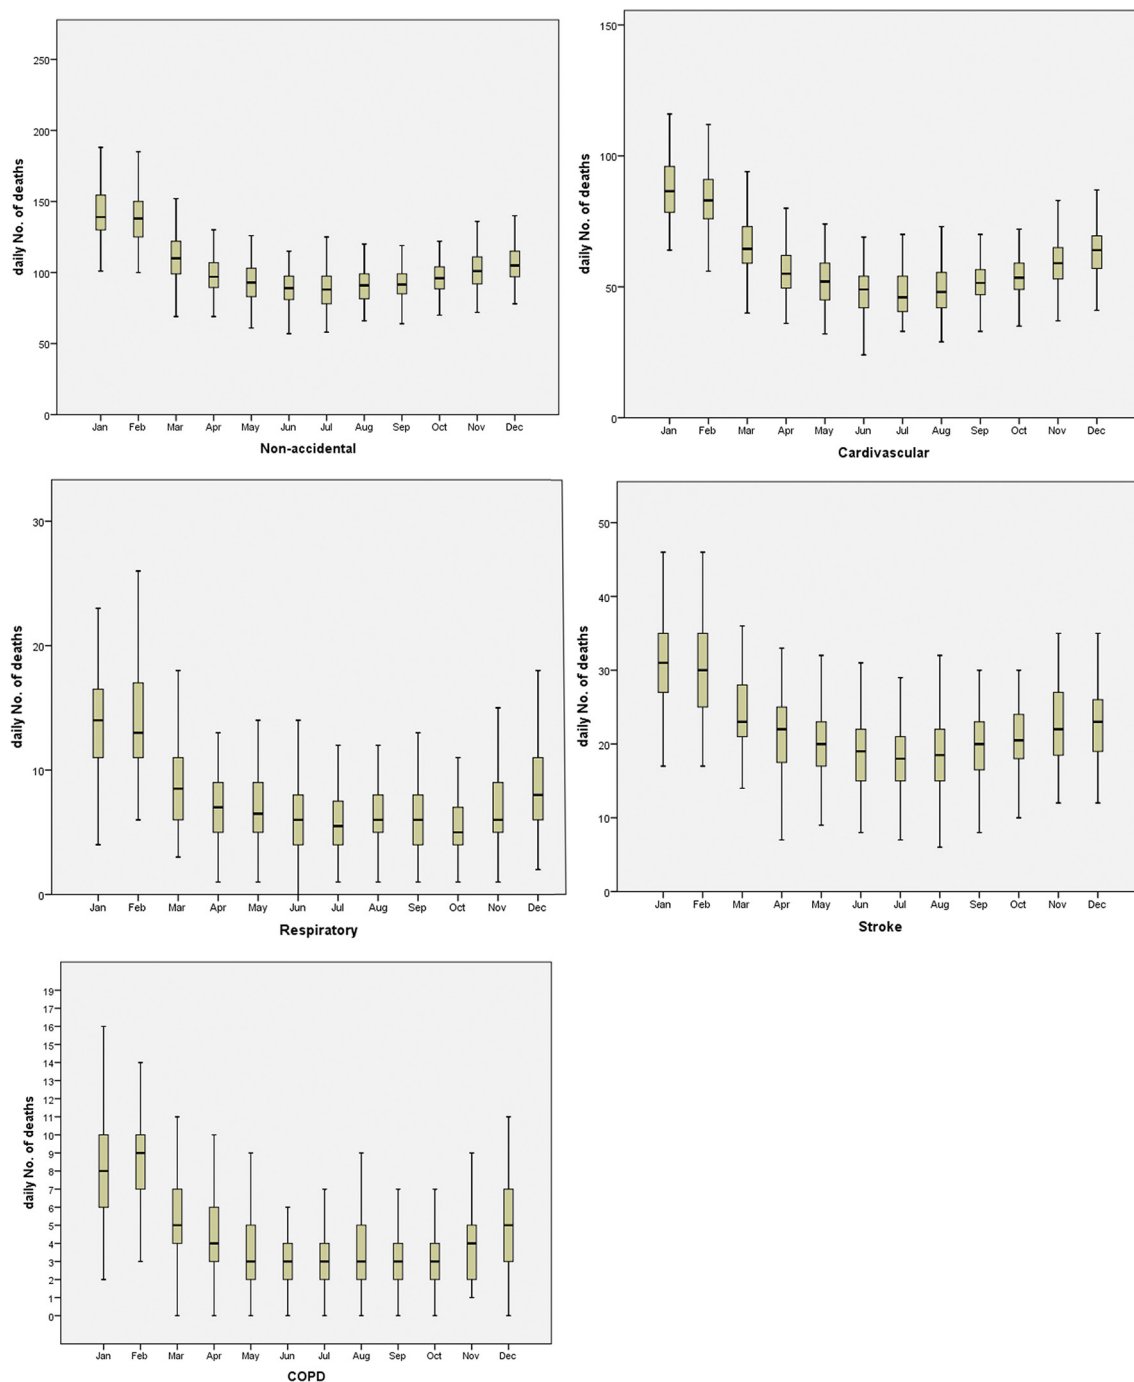 daily No. of deaths
250
200
150
100
50
0
Jan Feb Mar Apr May Jun Jul Aug Sep Oct Nov Dec
Non-accidental
daily No. of deaths
150
100
50
0
Jan Feb Mar Apr May Jun Jul Aug Sep Oct Nov Dec
Cardivascular
daily No. of deaths
30
20
10
0
Jan Feb Mar Apr May Jun Jul Aug Sep Oct Nov Dec
Respiratory
daily No. of deaths
50
40
30
20
10
0
Jan Feb Mar Apr May Jun Jul Aug Sep Oct Nov Dec
Stroke
daily No. of deaths
19
17
16
15
14
13
12
11
10
9
8
7
6
5
4
3
2
1
0
Jan Feb Mar Apr May Jun Jul Aug Sep Oct Nov Dec
COPD